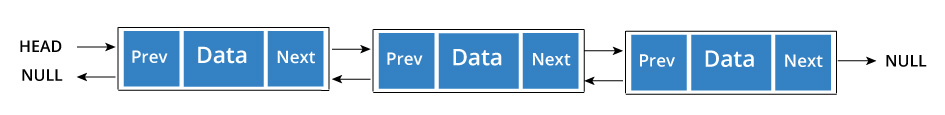 HEAD
NULL
Prev Data Next
Prev Data Next
Prev Data Next
NULL